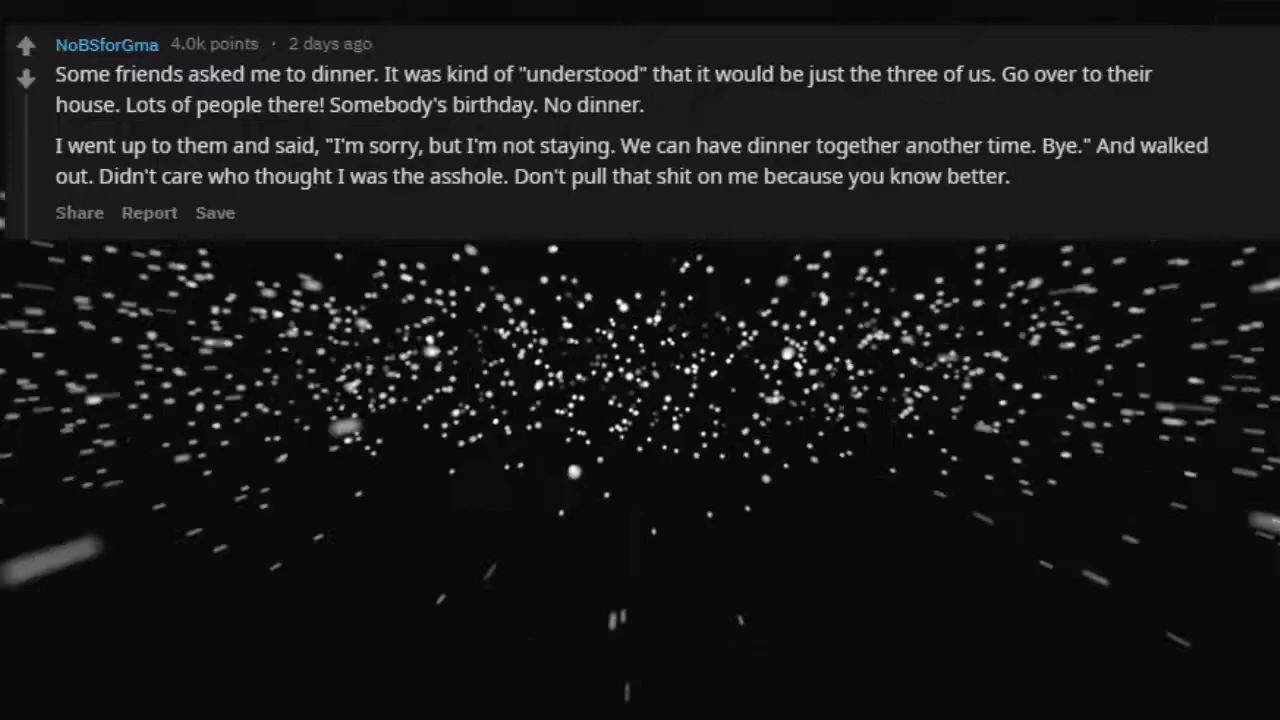 NoBSforGma 4.0k points · 2 days ago
Some friends asked me to dinner. It was kind of "understood" that it would be just the three of us. Go over to their
house. Lots of people there! Somebody's birthday. No dinner.
I went up to them and said, "I'm sorry, but I'm not staying. We can have dinner together another time. Bye." And walked
out. Didn't care who thought I was the asshole. Don't pull that shit on me because you know better.
Share Report Save